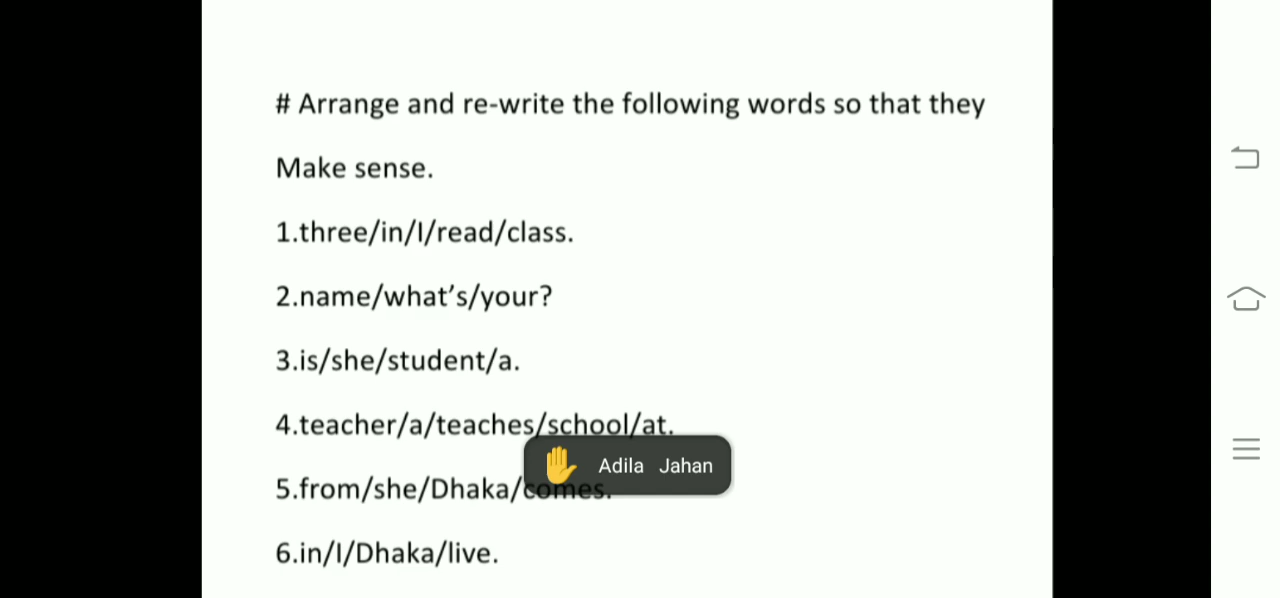 # Arrange and re-write the following words so that they
Make sense.
1.three/in/I/read/class.
2.name/what’s/your?
3.is/she/student/a.
4.teacher/a/teaches/school/at.
Adila Jahan
5.from/she/Dhaka/comes.
6.in/I/Dhaka/live.